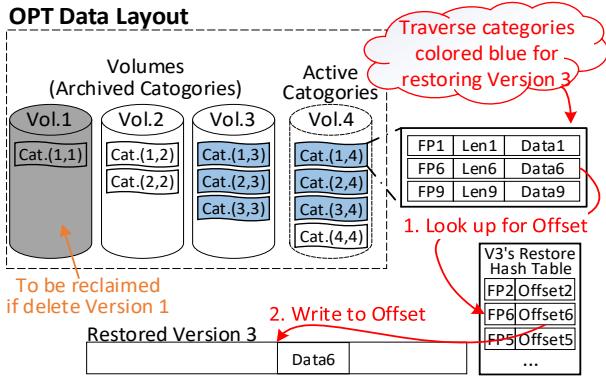 OPT Data Layout
Volumes
(Archived Catogories)
Active
Catogories
Traverse categories
colored blue for
restoring Version 3
Vol.1
Vol.2
Vol.3
Vol.4
Cat.(1,1)
Cat.(1,2)
Cat.(2,2)
Cat.(1,3)
Cat.(2,3)
Cat.(3,3)
Cat.(1,4)
Cat.(2,4)
Cat.(3,4)
Cat.(4,4)
FP1 Len1 Data1
FP6 Len6 Data6
FP9 Len9 Data9
1. Look up for Offset
To be reclaimed
if delete Version 1
V3's Restore
Hash Table
FP2 Offset2
FP6 Offset6
FP5 Offset5
...
2. Write to Offset
Restored Version 3
Data6